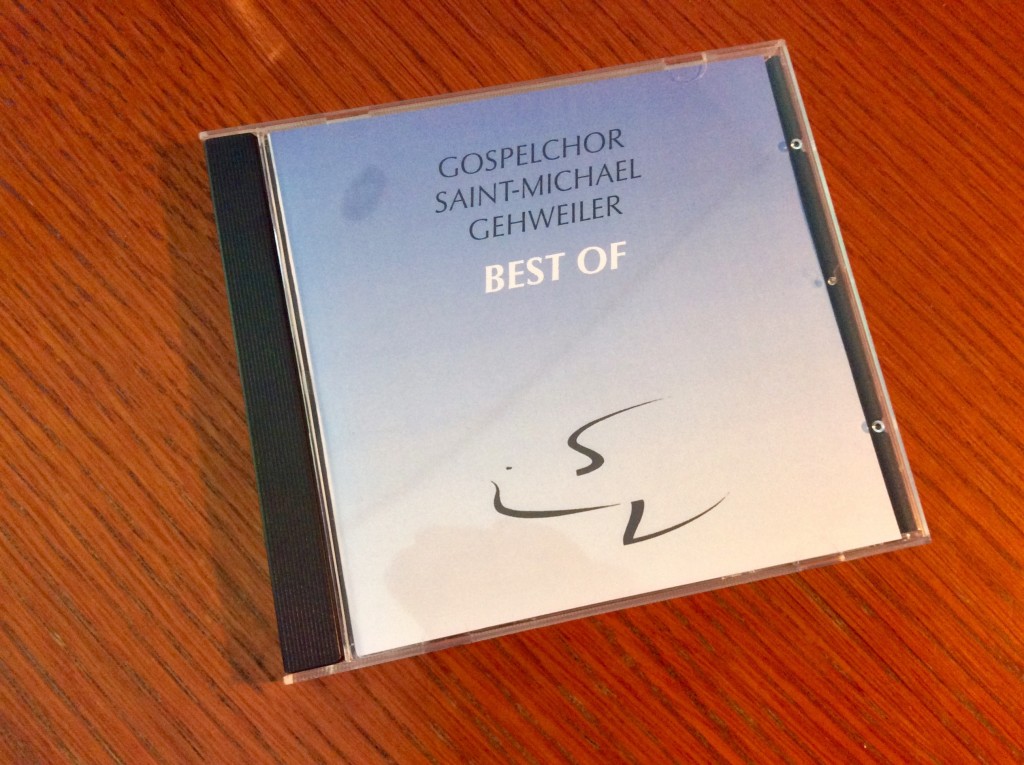 GOSPELCHOR
SAINT-MICHAEL
GEHWEILER
BEST OF